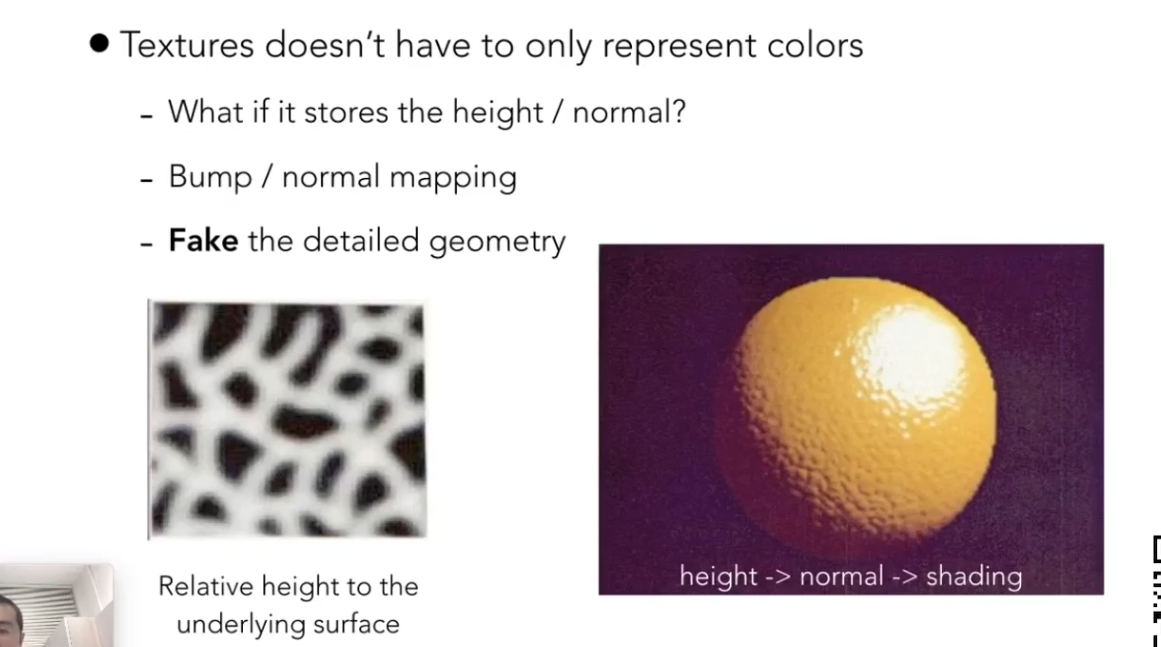 ● Textures doesn't have to only represent colors
- What if it stores the height / normal?
- Bump / normal mapping
- Fake the detailed geometry
height -> normal -> shading
Relative height to the
underlying surface